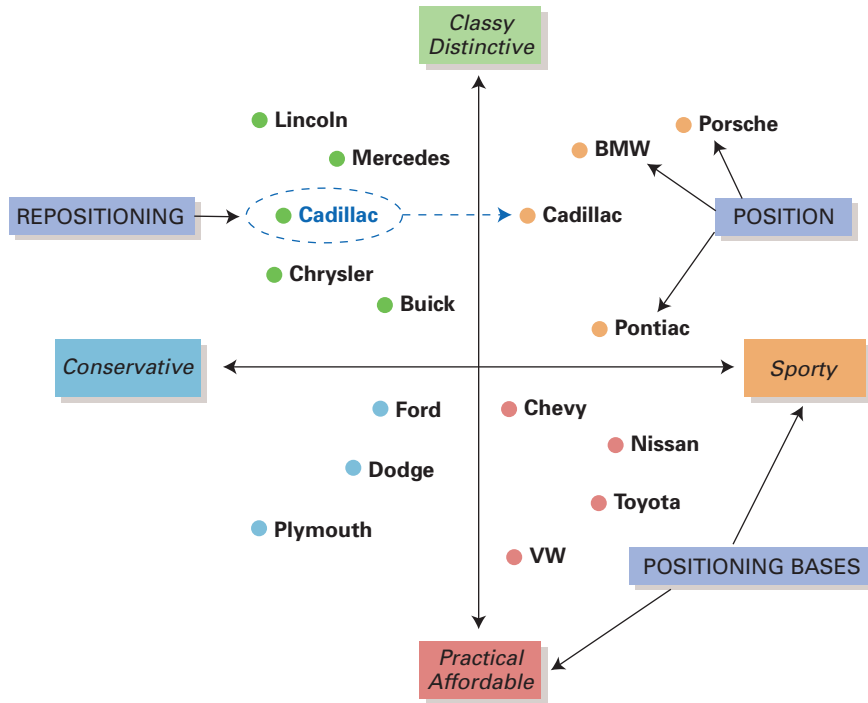 Classy
Distinctive
Lincoln
Porsche
BMW
Mercedes
REPOSITIONING
Cadillac
Cadillac
POSITION
Chrysler
Buick
Pontiac
Conservative
Sporty
Ford
Chevy
Nissan
Dodge
Toyota
Plymouth
VW
POSITIONING BASES
Practical
Affordable